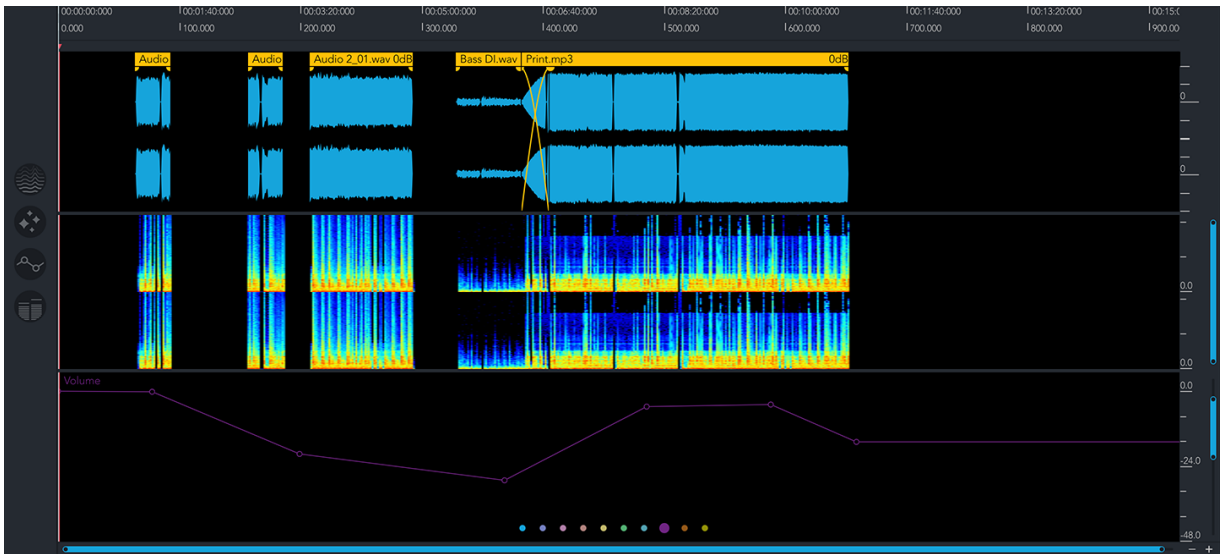 00:00:00:000 00:01:40:000 00:03:20:000 00:05:00:000 00:06:40:000 00:08:20:000 00:10:00:000 00:11:40:000 00:13:20:000 00:15:0
0.000 100.000 200.000 300.000 400.000 500.000 600.000 700.000 800.000 900.00
Audio Audio Audio 2_01.wav 0dB Bass DI.wav Print.mp3 0dB
0
0
0.0
0.0
Volume 0.0
-24.0
-48.0
- +